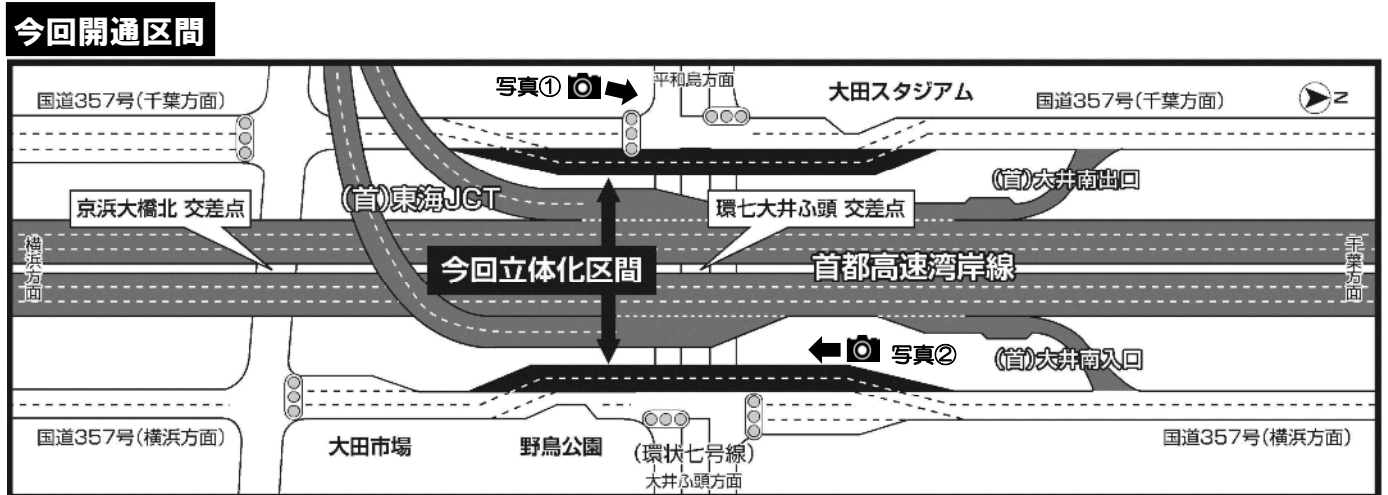 今回開通区間
写真①
平和島方面
大田スタジアム
国道357号(千葉方面)
国道357号(千葉方面)
N
(首)大井南出口
(首)東海JCT
京浜大橋北 交差点
環七大井ふ頭 交差点
横浜方面
今回立体化区間
首都高速湾岸線
千葉方面
写真②
(首)大井南入口
国道357号(横浜方面)
大田市場
野鳥公園
(環状七号線)
大井ふ頭方面
国道357号(横浜方面)